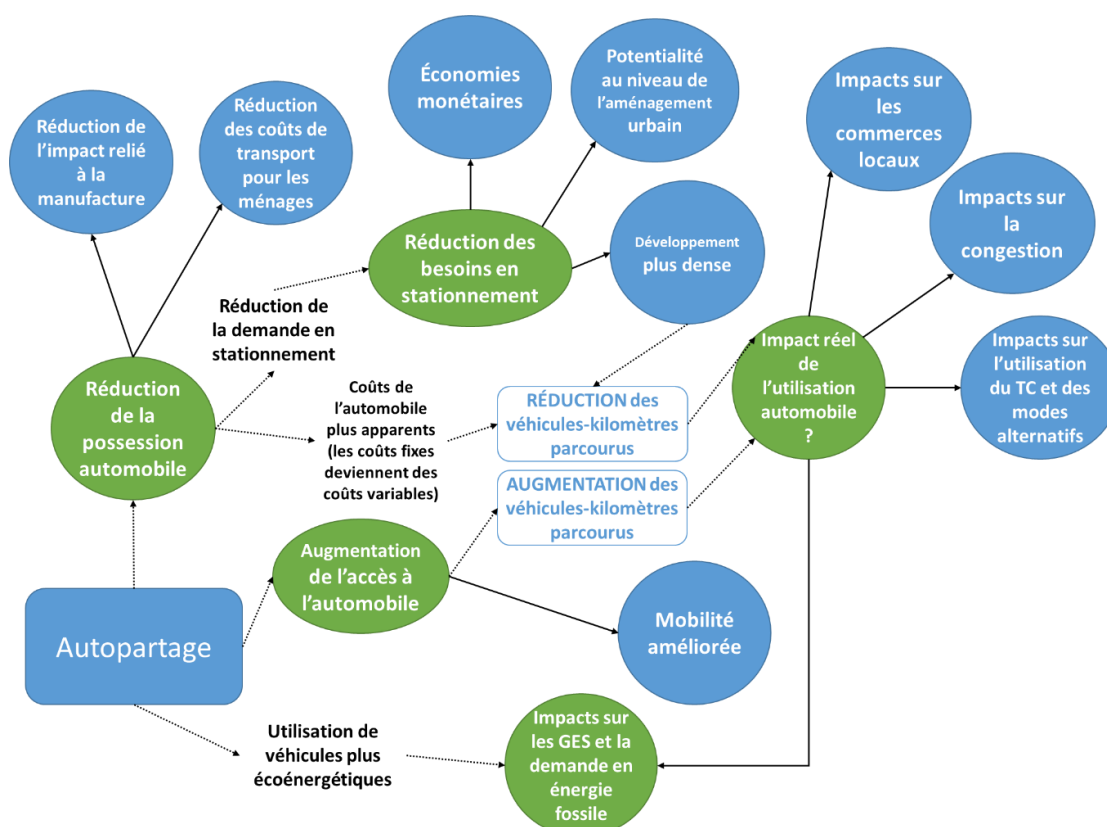 Économies
monétaires
Potentialité
au niveau de
l'aménagement
urbain
Impacts sur
les
commerces
locaux
Réduction de
l'impact relié
à la
manufacture
Réduction
des coûts de
transport
pour les
ménages
Impacts sur
la
congestion
Réduction des
besoins en
stationnement
Développement
plus dense
Réduction de
la demande en
stationnement
Impact réel
de
l'utilisation
automobile
?
Impacts sur
l'utilisation
du TC et des
modes
alternatifs
Réduction
de la
possession
automobile
Coûts de
l'automobile
plus apparents
(les coûts fixes
deviennent des
coûts variables)
RÉDUCTION des
véhicules-kilomètres
parcourus
AUGMENTATION des
véhicules-kilomètres
parcourus
Augmentation
de l'accès à
l'automobile
Autopartage
Mobilité
améliorée
Utilisation de
véhicules plus
écoénergétiques
Impacts sur
les GES et la
demande en
énergie
fossile